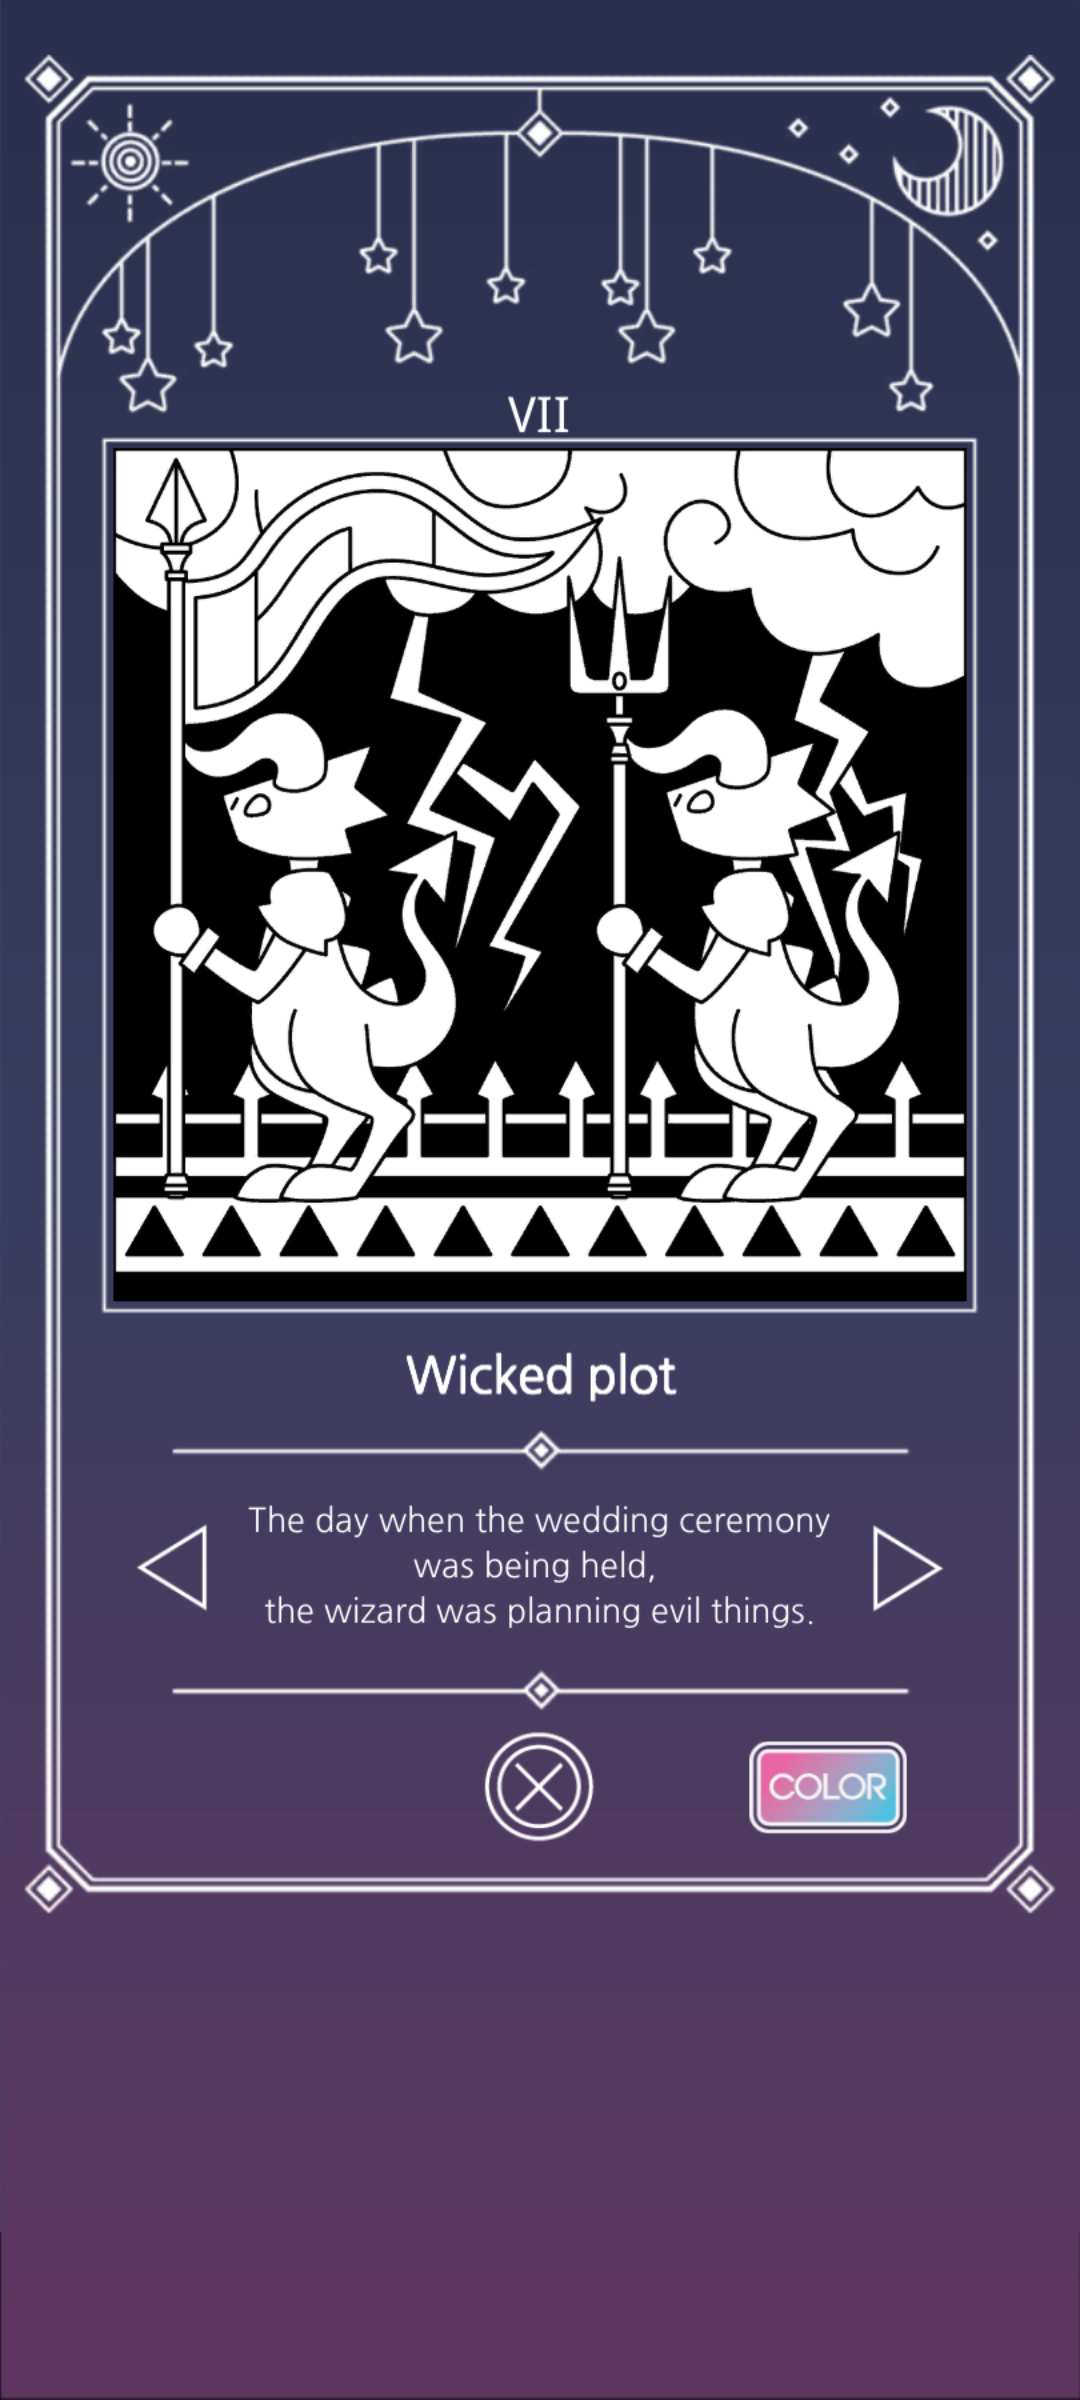 VII
Wicked plot
The day when the wedding ceremony
was being held,
the wizard was planning evil things.
COLOR